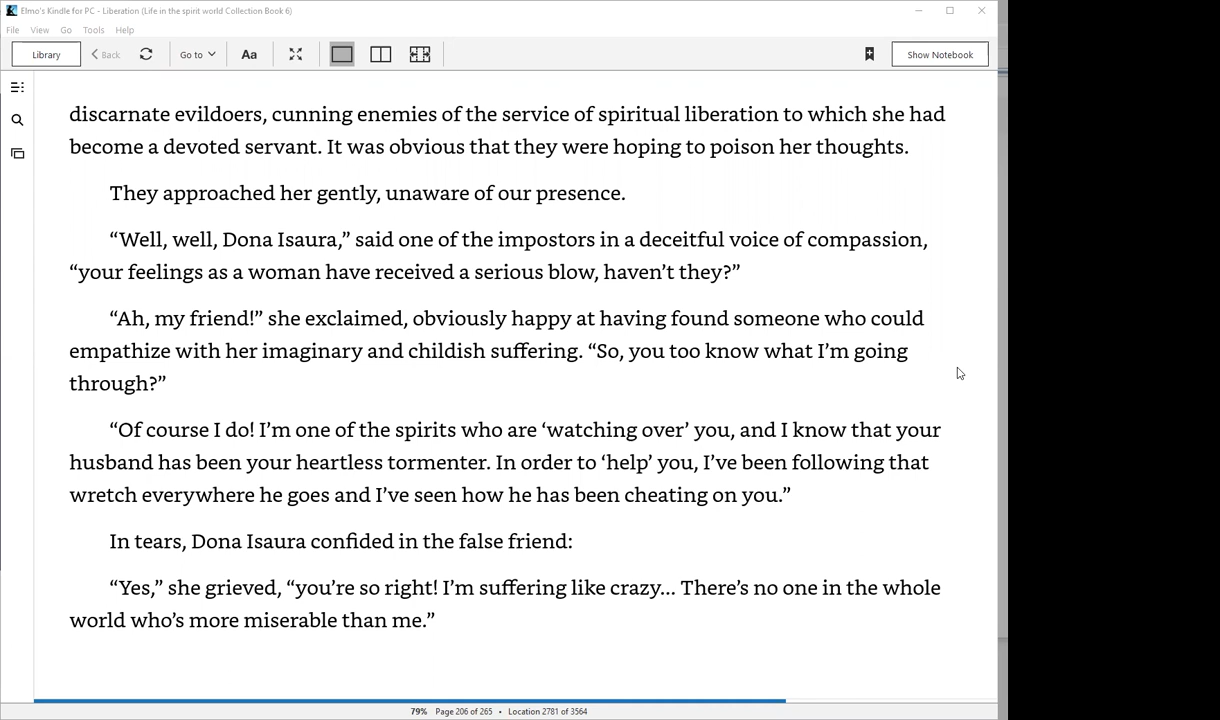 Elmo's Kindle for PC - Liberation (Life in the spirit world Collection Book 6)
File View Go Tools Help
Library Back Go to Aa Show Notebook
discarnate evildoers, cunning enemies of the service of spiritual liberation to which she had
become a devoted servant. It was obvious that they were hoping to poison her thoughts.
They approached her gently, unaware of our presence.
“Well, well, Dona Isaura,” said one of the impostors in a deceitful voice of compassion,
“your feelings as a woman have received a serious blow, haven’t they?”
“Ah, my friend!” she exclaimed, obviously happy at having found someone who could
empathize with her imaginary and childish suffering. “So, you too know what I’m going
through?”
“Of course I do! I’m one of the spirits who are ‘watching over’ you, and I know that your
husband has been your heartless tormenter. In order to ‘help’ you, I’ve been following that
wretch everywhere he goes and I’ve seen how he has been cheating on you.”
In tears, Dona Isaura confided in the false friend:
“Yes,” she grieved, “you’re so right! I’m suffering like crazy... There’s no one in the whole
world who’s more miserable than me.”
79% Page 206 of 265 • Location 2781 of 3564